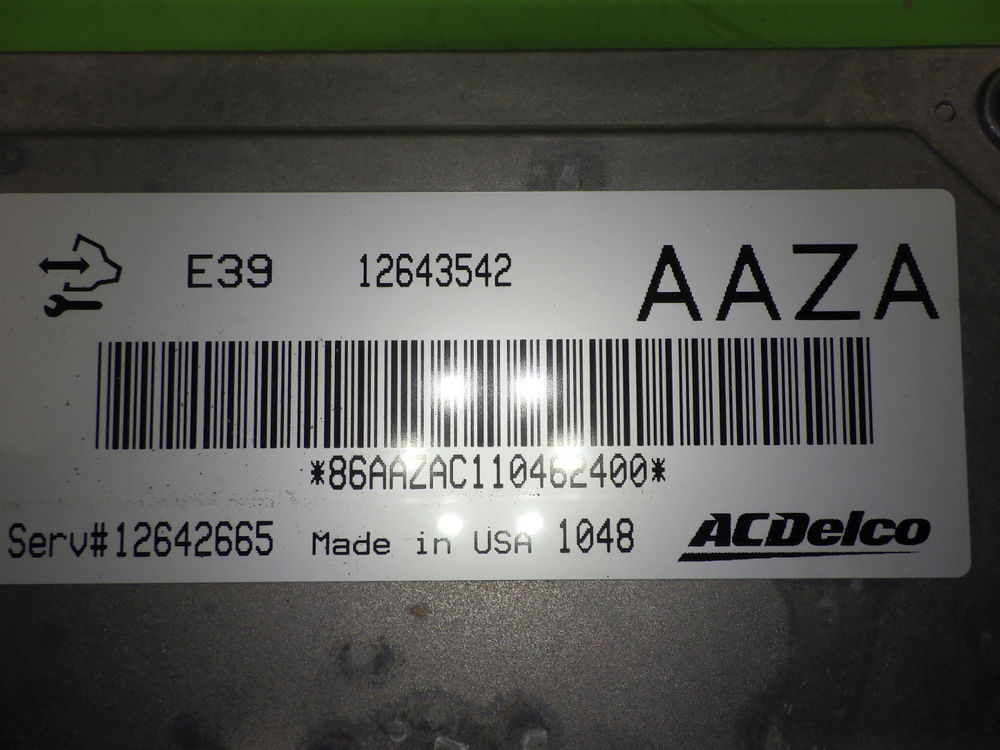 E39 12643542 AAZA
*86AAZAC110462400*
Serv#12642665 Made in USA 1048 ACDelco